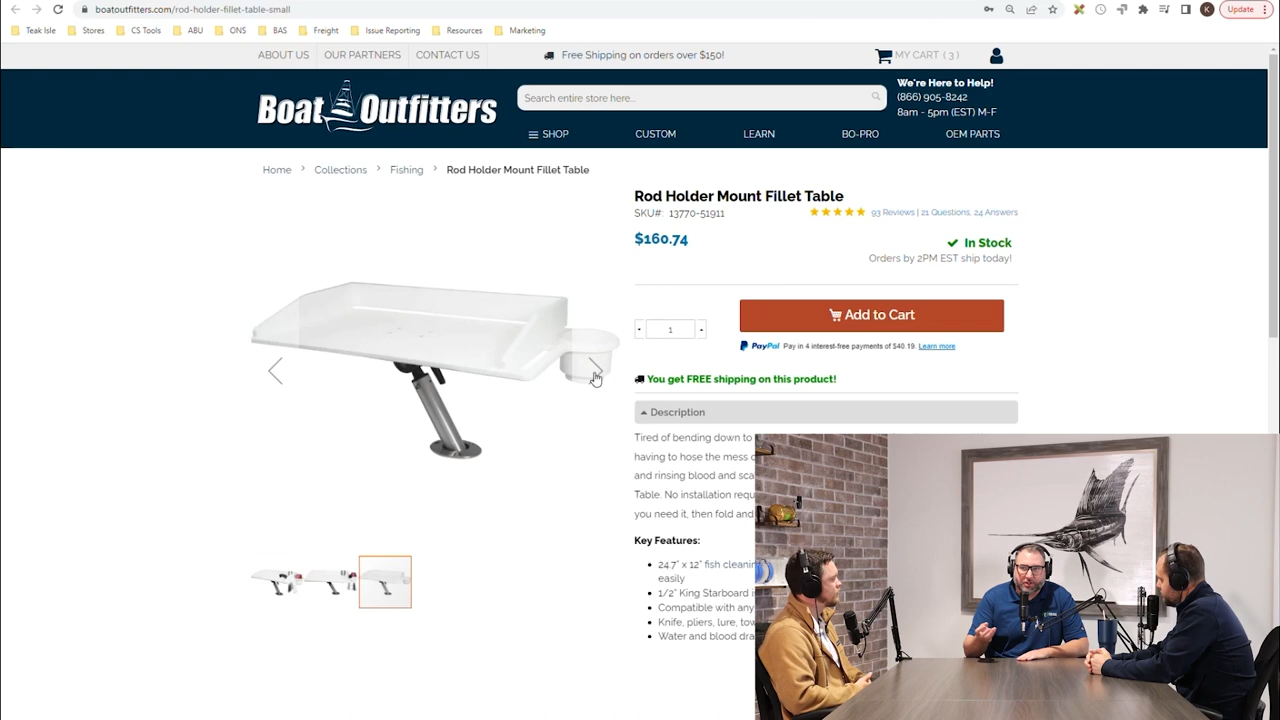 boatoutfitters.com/rod-holder-fillet-table-small
Update
Teak Isle
Stores
CS Tools
ABU
ONS
BAS
Freight
Issue Reporting
Resources
Marketing
ABOUT US
OUR PARTNERS
CONTACT US
Free Shipping on orders over $150!
MY CART ( 3 )
Boat Outfitters
Search entire store here...
We're Here to Help!
(866) 905-8242
8am - 5pm (EST) M-F
SHOP
CUSTOM
LEARN
BO-PRO
OEM PARTS
Home > Collections > Fishing > Rod Holder Mount Fillet Table
Rod Holder Mount Fillet Table
SKU#: 13770-51911
93 Reviews | 21 Questions, 24 Answers
$160.74
In Stock
Orders by 2PM EST ship today!
1
Add to Cart
PayPal Pay in 4 interest-free payments of $40.19. Learn more
You get FREE shipping on this product!
Description
Tired of bending down to
having to hose the mess
and rinsing blood and
Table. No installation
you need it, then fold and
Key Features:
24.7" x 12" fish
easily
1/2" King Starboard
Compatible with any
Knife, pliers, lure,
Water and blood